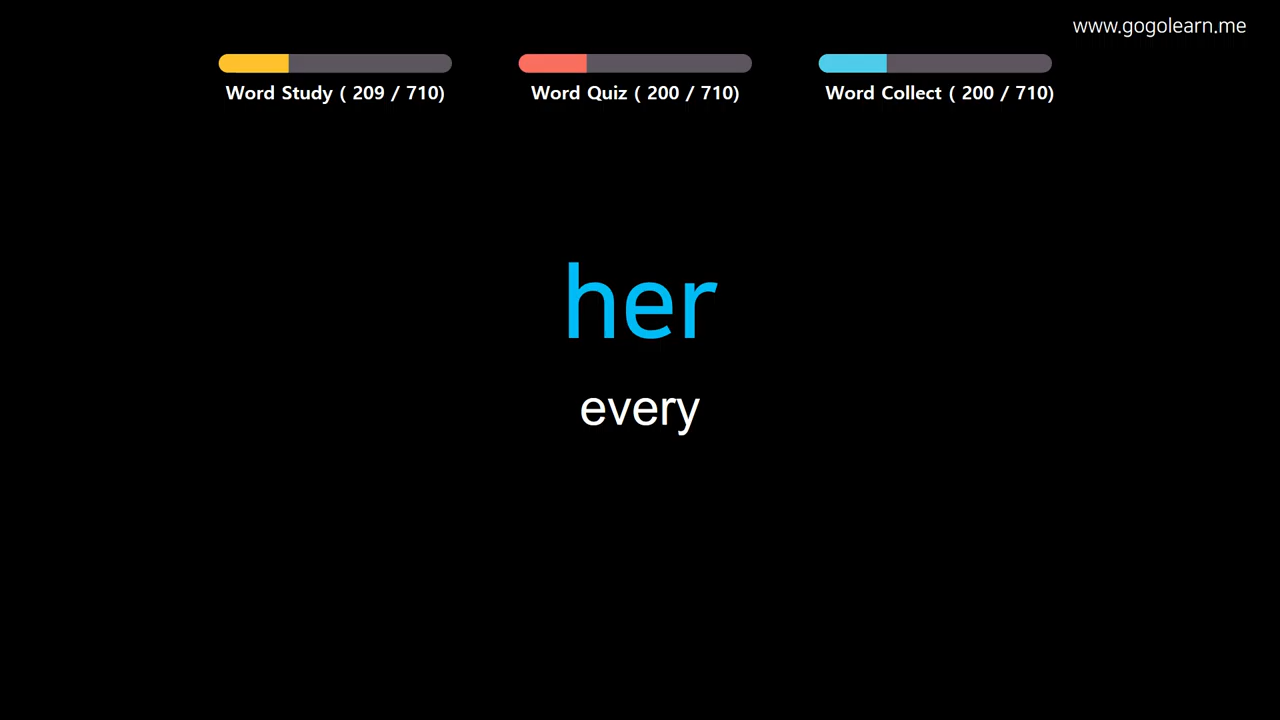 www.gogolearn.me
Word Study ( 209 / 710)
Word Quiz ( 200 / 710)
Word Collect ( 200 / 710)
her
every